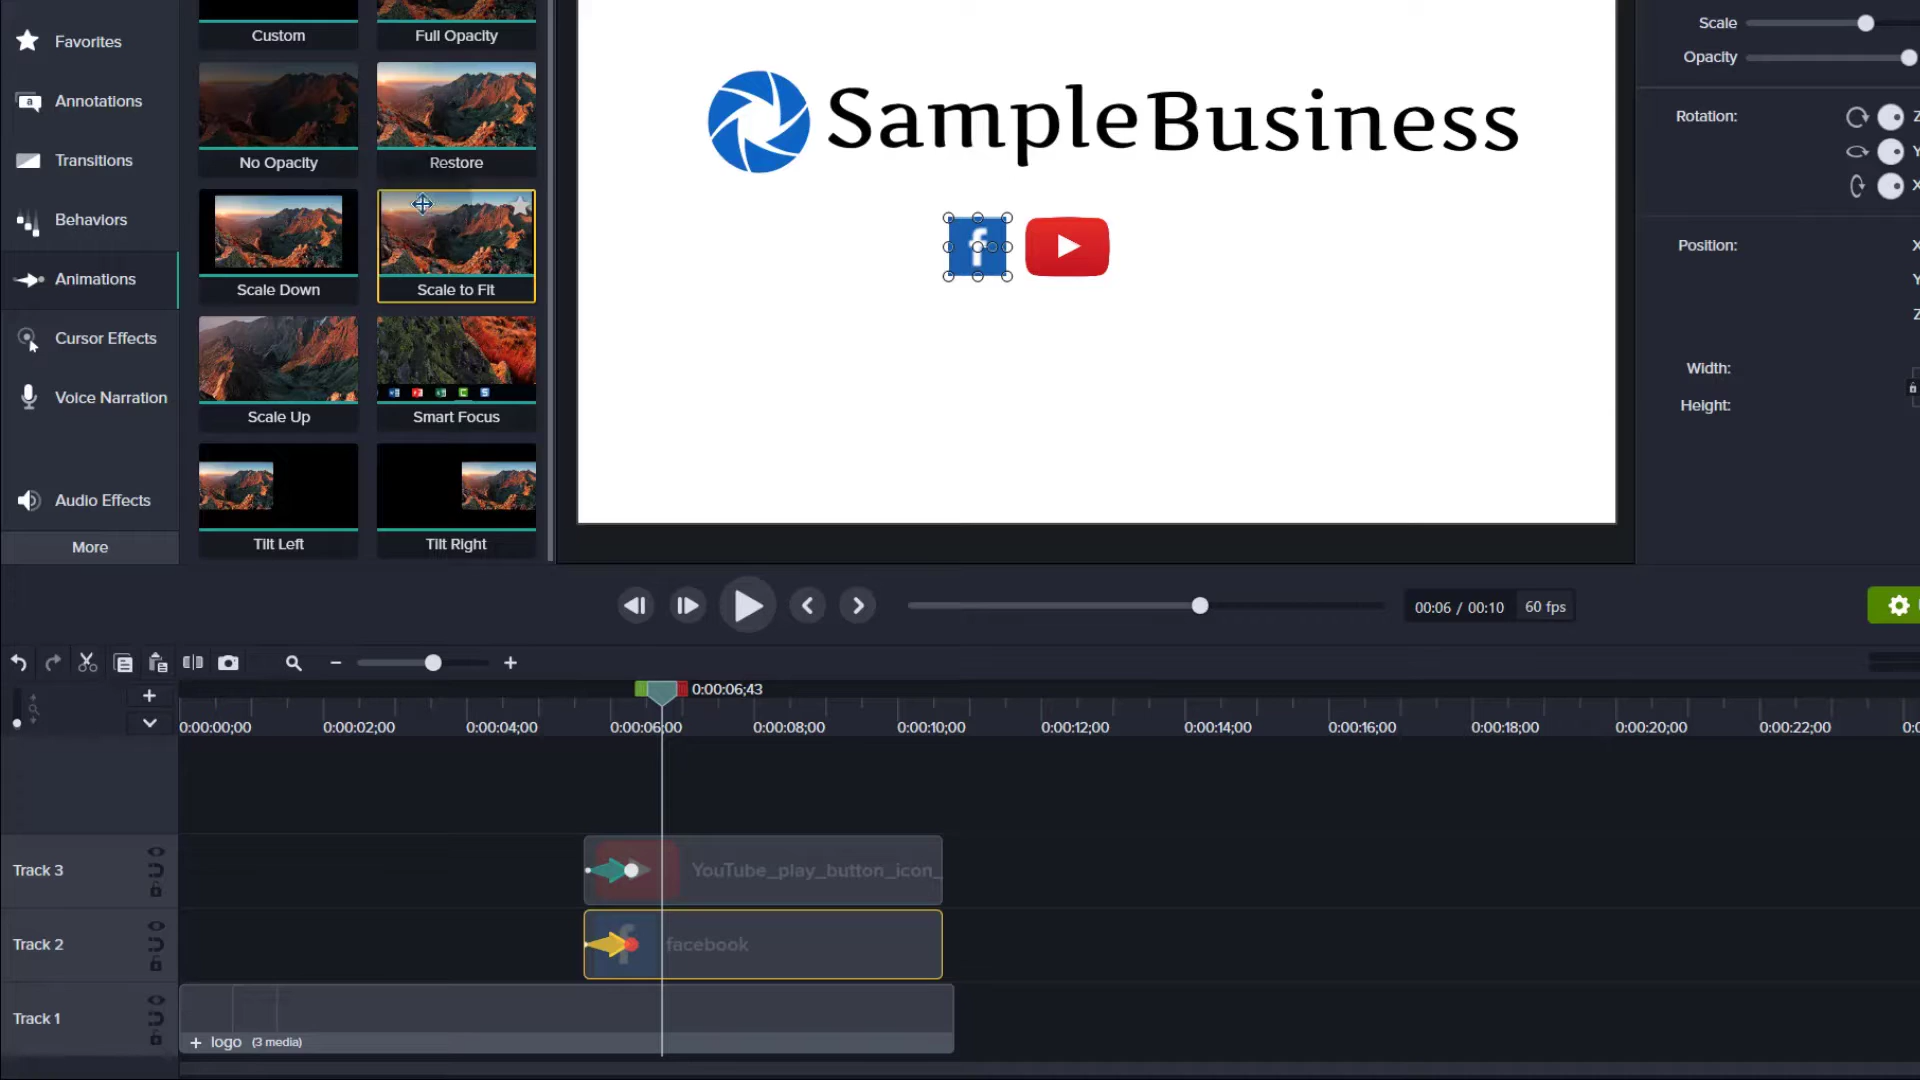 Favorites
Annotations
Transitions
Behaviors
Animations
Cursor Effects
Voice Narration
Audio Effects
More
Custom
Full Opacity
No Opacity
Restore
Scale Down
Scale to Fit
Scale Up
Smart Focus
Tilt Left
Tilt Right
SampleBusiness
f
Scale
Opacity
Rotation:
Z
Y
X
Position:
X
Y
Z
Width:
Height:
00:06 / 00:10
60 fps
0:00:06;43
0:00:00;00
0:00:02;00
0:00:04;00
0:00:06;00
0:00:08;00
0:00:10;00
0:00:12;00
0:00:14;00
0:00:16;00
0:00:18;00
0:00:20;00
0:00:22;00
Track 3
YouTube_play_button_icon_
Track 2
facebook
Track 1
+ logo (3 media)